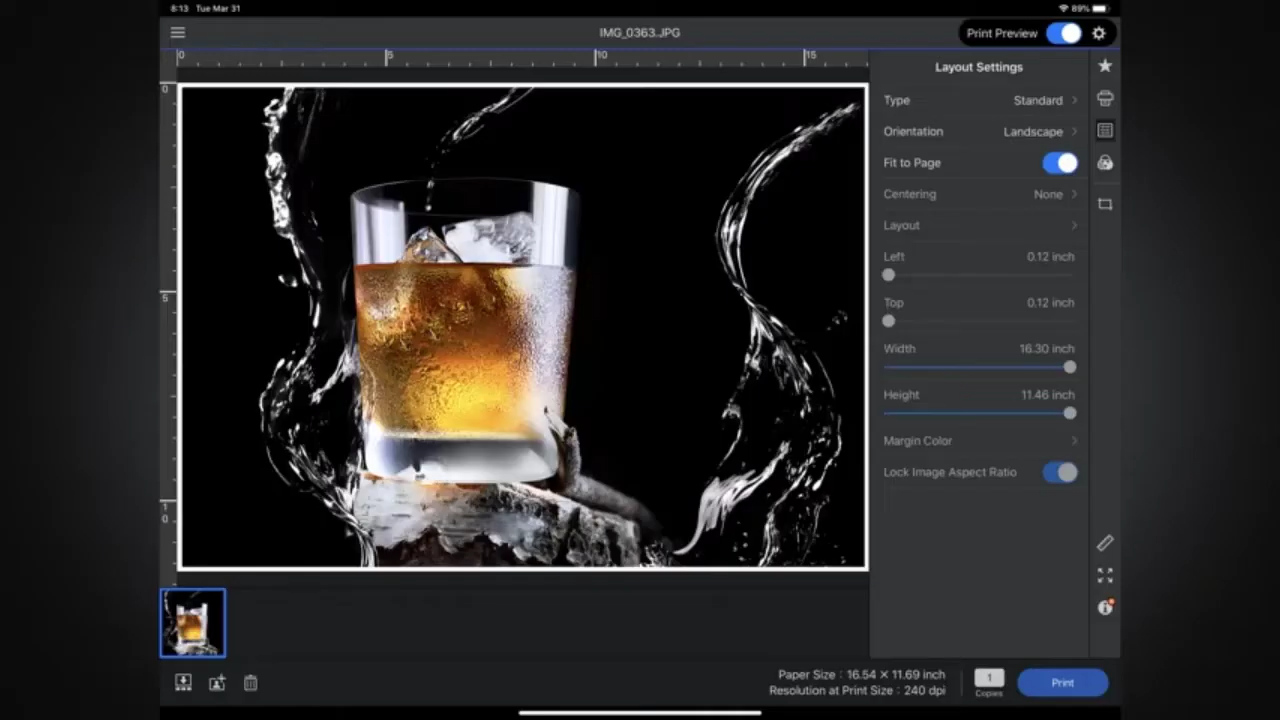 8:13 Tue Mar 31
89%
IMG_0363.JPG
Print Preview
0 5 10 15
0
5
10
Layout Settings
Type Standard
Orientation Landscape
Fit to Page
Centering None
Layout
Left 0.12 inch
Top 0.12 inch
Width 16.30 inch
Height 11.46 inch
Margin Color
Lock Image Aspect Ratio
Paper Size : 16.54 × 11.69 inch
Resolution at Print Size : 240 dpi
1
Copies
Print